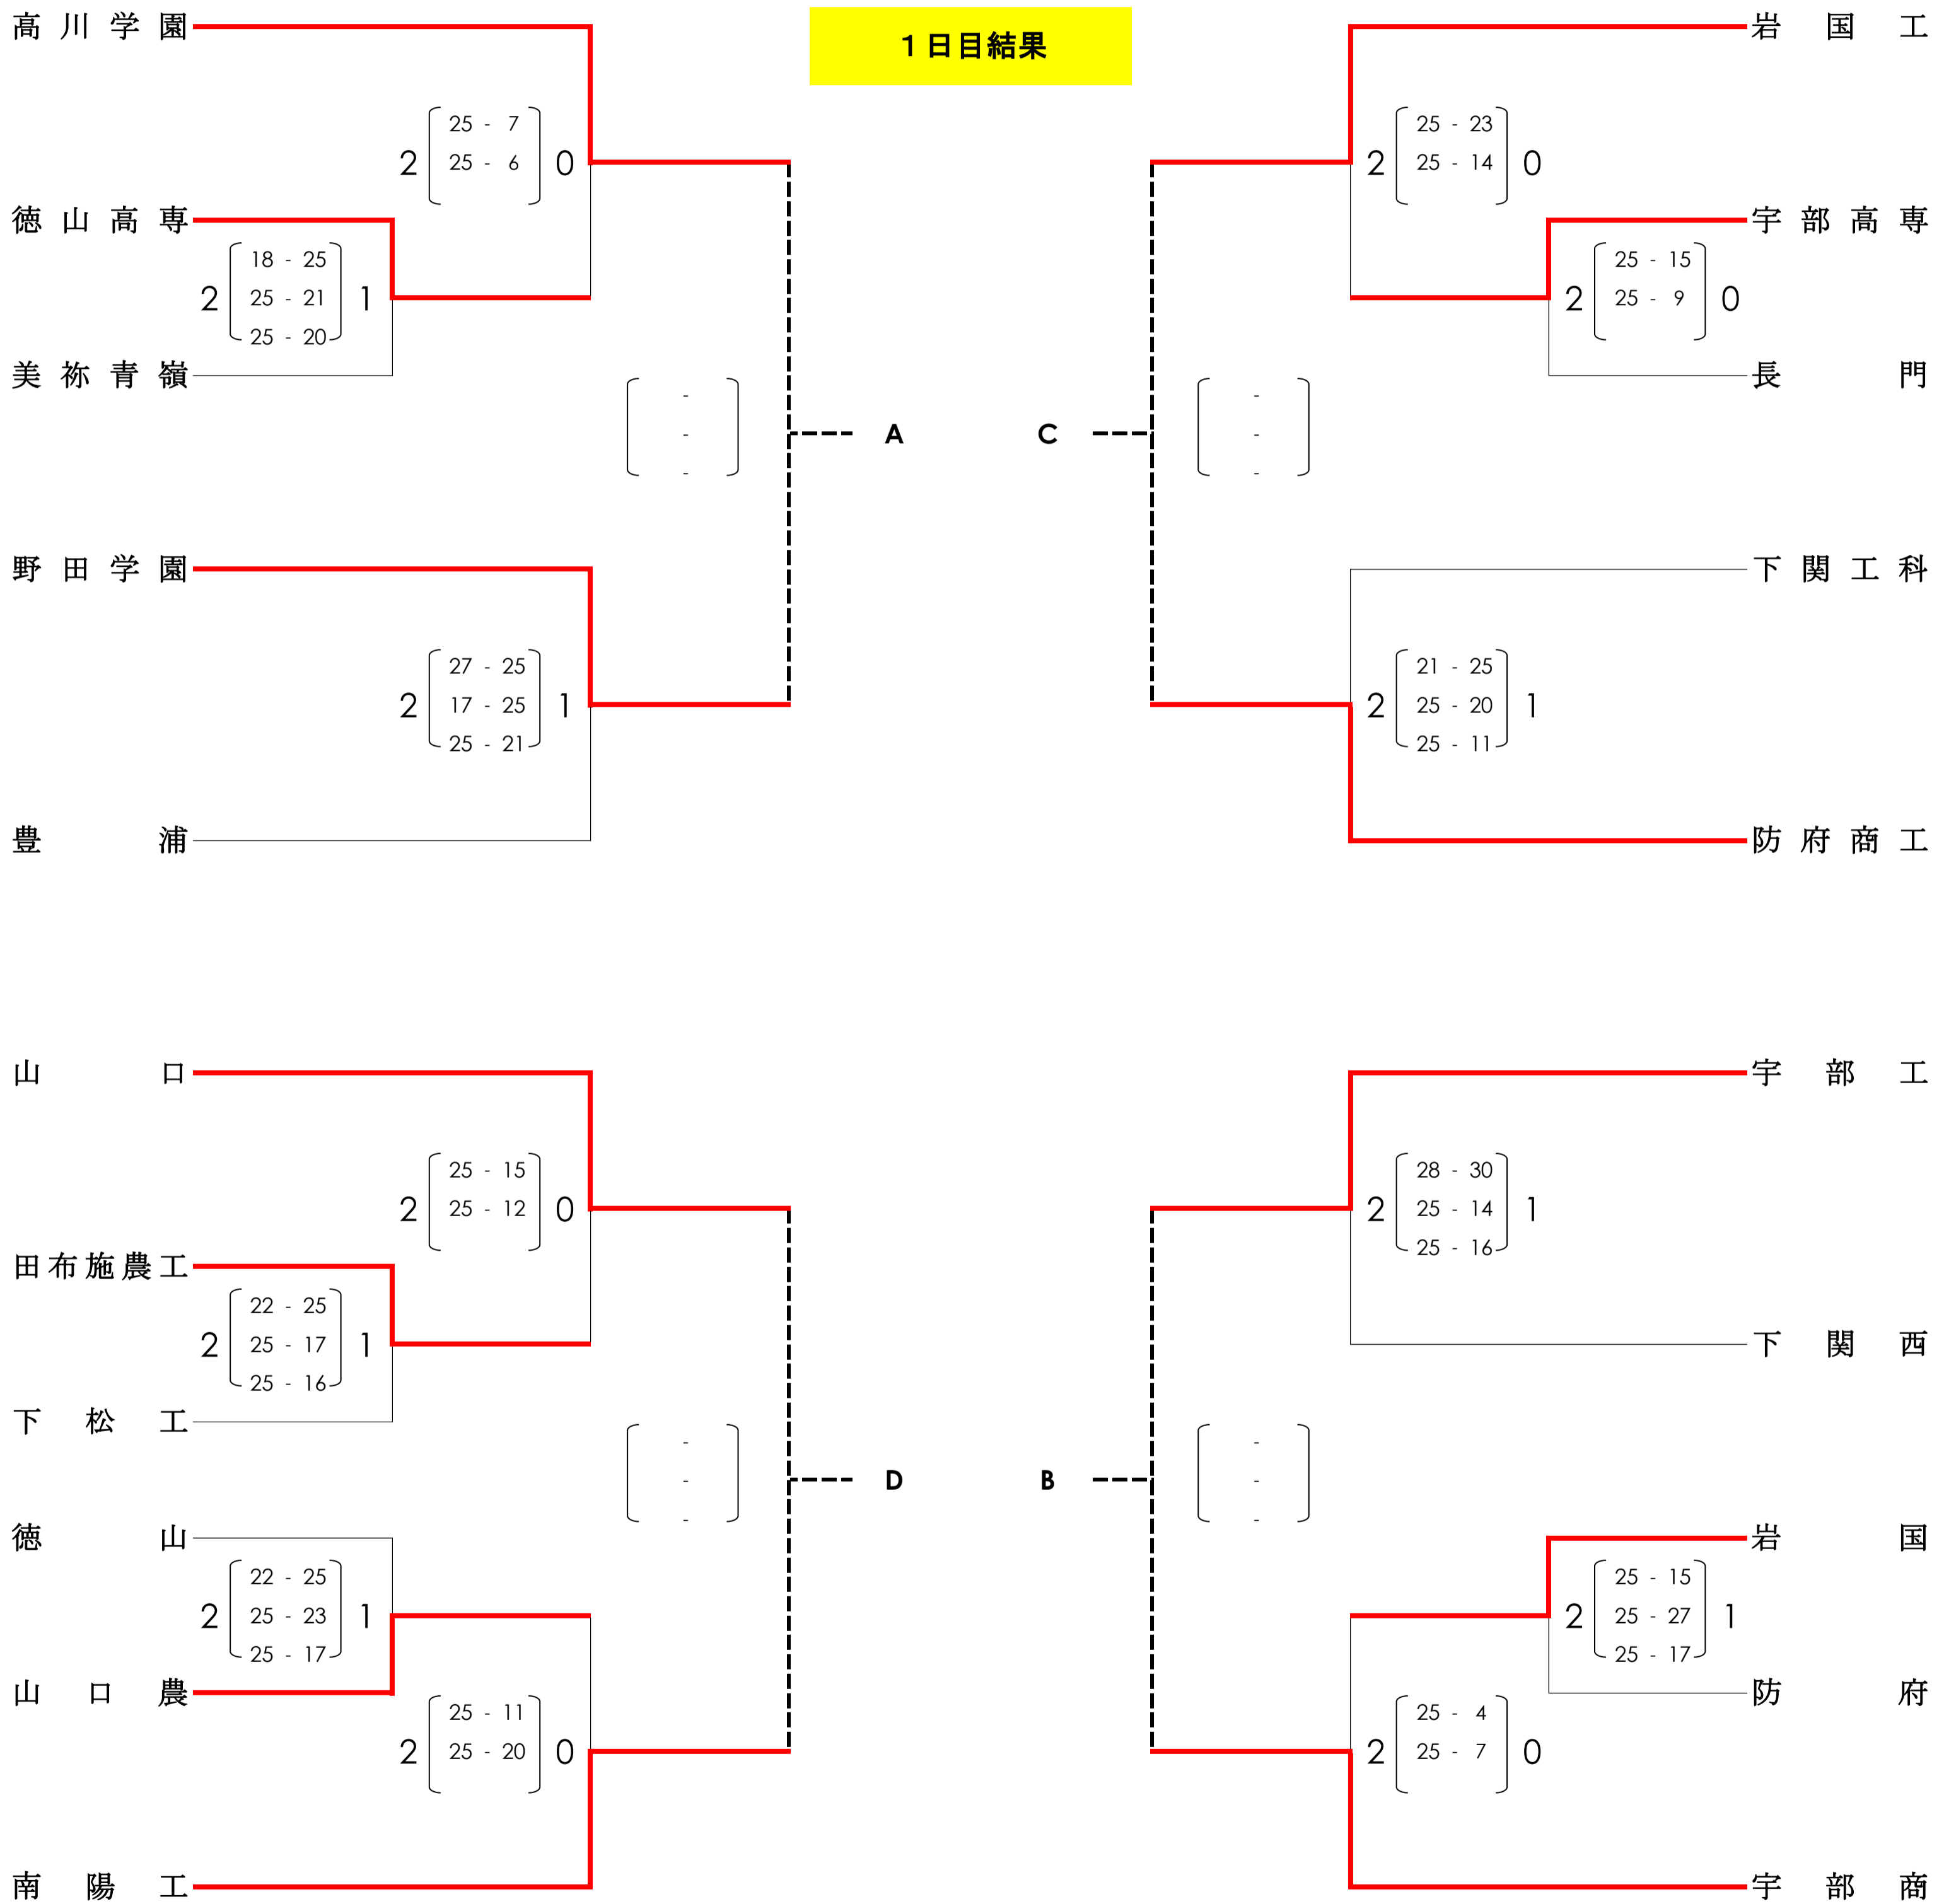 １日目結果
髙川学園
25 - 7
2 25 - 6 0
徳山高専
18 - 25
2 25 - 21 1
25 - 20
美祢青嶺
- 
- 
- 
A
野田学園
27 - 25
2 17 - 25 1
25 - 21
豊浦
岩国工
25 - 23
2 25 - 14 0
宇部高専
25 - 15
2 25 - 9 0
長門
- 
- 
- 
C
下関工科
21 - 25
2 25 - 20 1
25 - 11
防府商工
山口
25 - 15
2 25 - 12 0
田布施農工
22 - 25
2 25 - 17 1
25 - 16
下松工
- 
- 
- 
D
徳山
22 - 25
2 25 - 23 1
25 - 17
山口農
25 - 11
2 25 - 20 0
南陽工
宇部工
28 - 30
2 25 - 14 1
25 - 16
下関西
- 
- 
- 
B
岩国
25 - 15
2 25 - 27 1
25 - 17
防府
25 - 4
2 25 - 7 0
宇部商